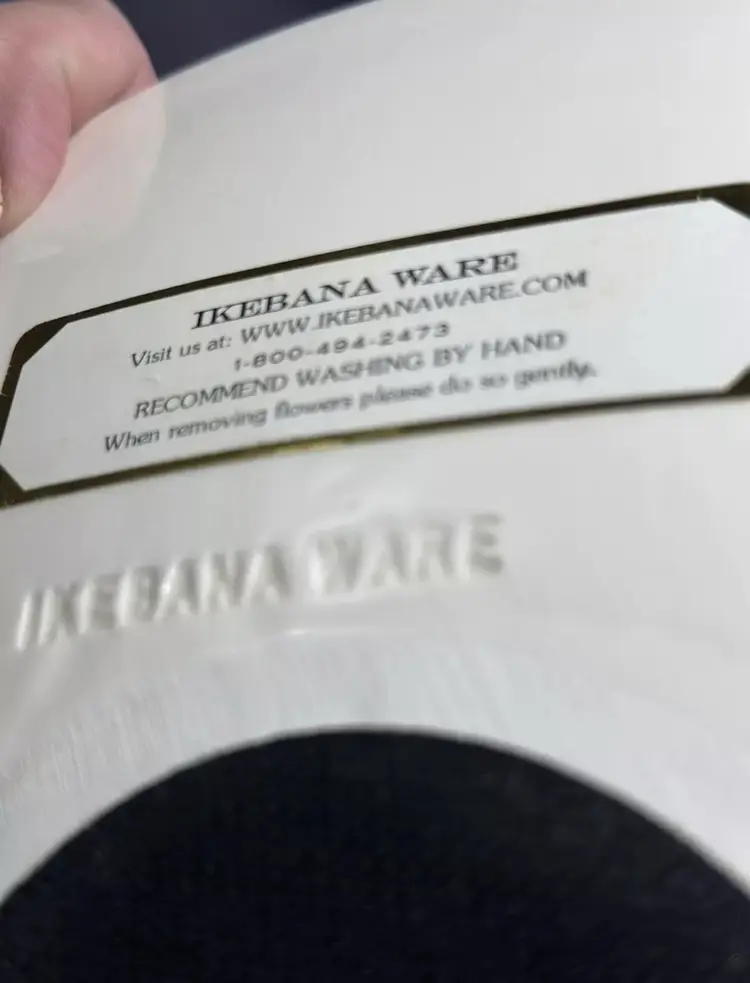 IKEBANA WARE
Visit us at: WWW.IKEBANAWARE.COM
1-800-494-2473
RECOMMEND WASHING BY HAND
When removing flowers please do so gently.
IKEBANA WARE